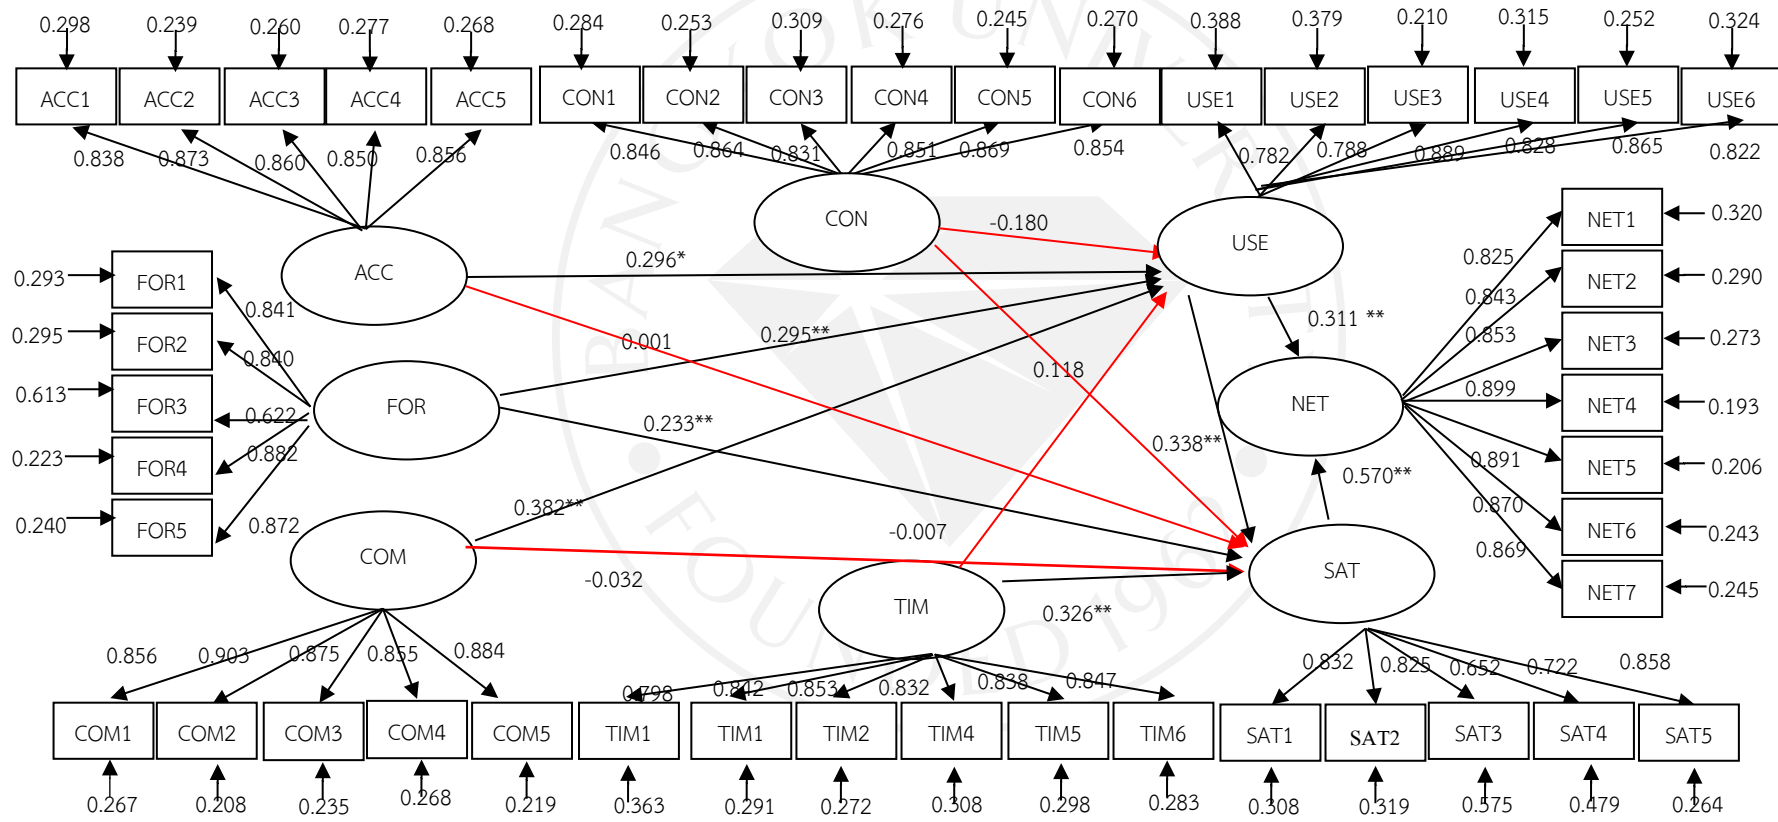 0.298 0.239 0.260 0.277 0.268 0.284 0.253 0.309 0.276 0.245 0.270 0.388 0.379 0.210 0.315 0.252 0.324
ACC1 ACC2 ACC3 ACC4 ACC5 CON1 CON2 CON3 CON4 CON5 CON6 USE1 USE2 USE3 USE4 USE5 USE6
0.838 0.873 0.860 0.850 0.856 0.846 0.864 0.831 0.851 0.869 0.854 0.782 0.788 0.889 0.828 0.865 0.822
BANGKOK UNIVERSITY
CON
-0.180
USE
NET1 0.320
ACC
0.296*
0.825
0.293 FOR1
NET2 0.290
0.841
0.843
0.311 **
0.295 FOR2
0.001
0.295**
0.853
NET3 0.273
0.840
0.118
0.613 FOR3
0.622
FOR
NET
0.899
NET4 0.193
0.233**
0.338**
0.223 FOR4
0.882
0.570**
0.891
NET5 0.206
0.382**
0.870
0.240 FOR5
0.872
-0.007
NET6 0.243
COM
0.869
-0.032
SAT
NET7 0.245
TIM
0.326**
FOUNDED 1962
0.856 0.903 0.875 0.855 0.884 0.798 0.842 0.853 0.832 0.838 0.847 0.832 0.825 0.652 0.722 0.858
COM1 COM2 COM3 COM4 COM5 TIM1 TIM1 TIM2 TIM4 TIM5 TIM6 SAT1 SAT2 SAT3 SAT4 SAT5
0.267 0.208 0.235 0.268 0.219 0.363 0.291 0.272 0.308 0.298 0.283 0.308 0.319 0.575 0.479 0.264